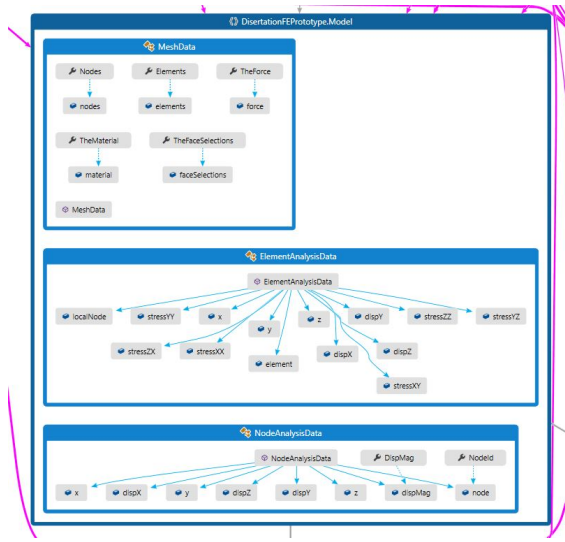 DisertationFEPrototype.Model
MeshData
Nodes Elements TheForce
nodes elements force
TheMaterial TheFaceSelections
material faceSelections
MeshData
ElementAnalysisData
ElementAnalysisData
localNode stressYY x z dispY stressZZ stressYZ
y
stressZX stressXX dispX dispZ
element
stressXY
NodeAnalysisData
NodeAnalysisData DispMag NodeId
x dispX y dispZ dispY z dispMag node